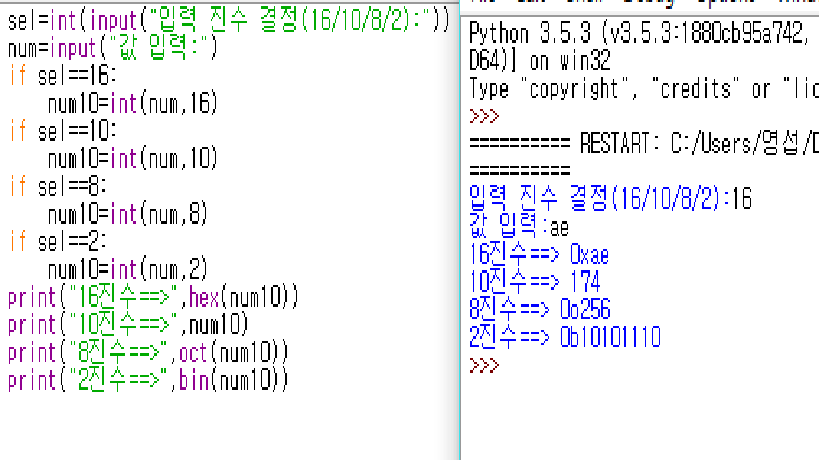 sel=int(input("입력 진수 결정(16/10/8/2):"))
num=input("값 입력:")
if sel==16:
    num10=int(num,16)
if sel==10:
    num10=int(num,10)
if sel==8:
    num10=int(num,8)
if sel==2:
    num10=int(num,2)
print("16진수==>",hex(num10))
print("10진수==>",num10)
print("8진수==>",oct(num10))
print("2진수==>",bin(num10))
Python 3.5.3 (v3.5.3:1880cb95a742,
D64)] on win32
Type "copyright", "credits" or "lic
>>>
========== RESTART: C:/Users/영섭/D
==========
입력 진수 결정(16/10/8/2):16
값 입력:ae
16진수==> 0xae
10진수==> 174
8진수==> 0o256
2진수==> 0b10101110
>>>